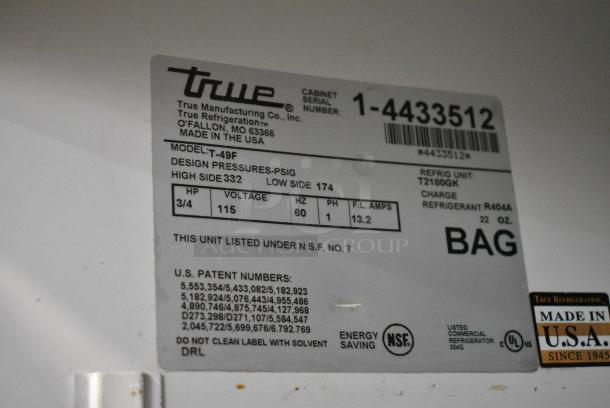 true®
True Manufacturing Co., Inc.
True Refrigeration™
O'FALLON, MO 63366
MADE IN THE USA
CABINET SERIAL NUMBER: 1-4433512
*4433512*
MODEL: T-49F
DESIGN PRESSURES-PSIG
HIGH SIDE 332 LOW SIDE 174
REFRIG UNIT:
T2180GK
CHARGE
REFRIGERANT: R404A
22 OZ.
HP VOLTAGE HZ PH F.L. AMPS
3/4 115 60 1 13.2
BAG
THIS UNIT LISTED UNDER N.S.F. NO. 7
AUCTION GROUP
U.S. PATENT NUMBERS:
5,553,354/5,433,082/5,182,923
5,182,924/5,076,443/4,955,486
4,890,746/4,875,745/4,127,968
D273,298/D271,107/5,584,547
2,045,722/5,699,676/6.792.769
DO NOT CLEAN LABEL WITH SOLVENT
DRL
ENERGY
SAVING
NSF®
LISTED
COMMERCIAL
REFRIGERATOR
334G
C UL US
TRUE REFRIGERATION
MADE IN
U.S.A.
SINCE 1945